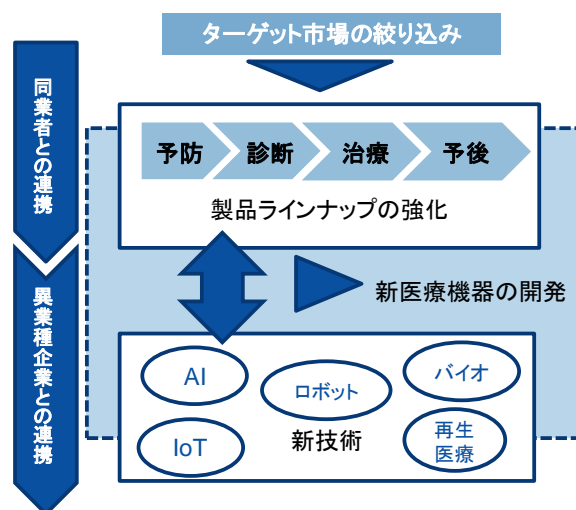 ターゲット市場の絞り込み
同業者との連携
予防
診断
治療
予後
製品ラインナップの強化
異業種企業との連携
新医療機器の開発
AI
ロボット
バイオ
IoT
新技術
再生
医療